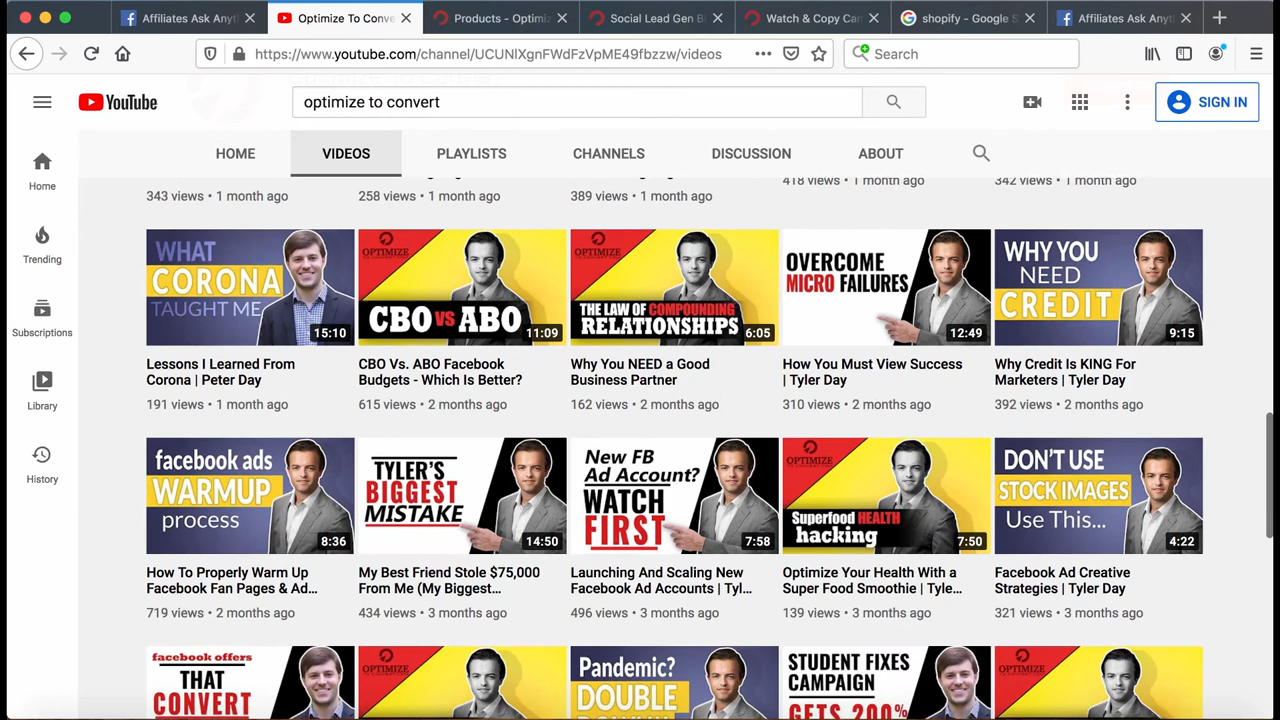 Affiliates Ask Anyt
Optimize To Conve
Products - Optimiz
Social Lead Gen Bl
Watch & Copy Can
shopify - Google S
Affiliates Ask Anyt
https://www.youtube.com/channel/UCUNIXgnFWdFzVpME49fbzzw/videos
Search
YouTube
optimize to convert
SIGN IN
HOME
VIDEOS
PLAYLISTS
CHANNELS
DISCUSSION
ABOUT
Home
Trending
Subscriptions
Library
History
343 views • 1 month ago
258 views • 1 month ago
389 views • 1 month ago
418 views • 1 month ago
342 views • 1 month ago
WHAT
CORONA
TAUGHT ME
15:10
Lessons I Learned From
Corona | Peter Day
191 views • 1 month ago
OPTIMIZE
CBO VS ABO
11:09
CBO Vs. ABO Facebook
Budgets - Which Is Better?
615 views • 2 months ago
OPTIMIZE
THE LAW OF COMPOUNDING
RELATIONSHIPS
6:05
Why You NEED a Good
Business Partner
162 views • 2 months ago
OVERCOME
MICRO FAILURES
12:49
How You Must View Success
| Tyler Day
310 views • 2 months ago
WHY YOU
NEED
CREDIT
9:15
Why Credit Is KING For
Marketers | Tyler Day
392 views • 2 months ago
facebook ads
WARMUP
process
8:36
How To Properly Warm Up
Facebook Fan Pages & Ad...
719 views • 2 months ago
TYLER'S
BIGGEST
MISTAKE
14:50
My Best Friend Stole $75,000
From Me (My Biggest...
434 views • 3 months ago
New FB
Ad Account?
WATCH
FIRST
7:58
Launching And Scaling New
Facebook Ad Accounts | Tyl...
496 views • 3 months ago
OPTIMIZE
Superfood HEALTH
hacking
7:50
Optimize Your Health With a
Super Food Smoothie | Tyle...
139 views • 3 months ago
DON'T USE
STOCK IMAGES
Use This...
4:22
Facebook Ad Creative
Strategies | Tyler Day
321 views • 3 months ago
facebook offers
THAT
CONVERT
OPTIMIZE
Pandemic?
DOUBLE
DOWN
STUDENT FIXES
CAMPAIGN
GETS 200%
OPTIMIZE